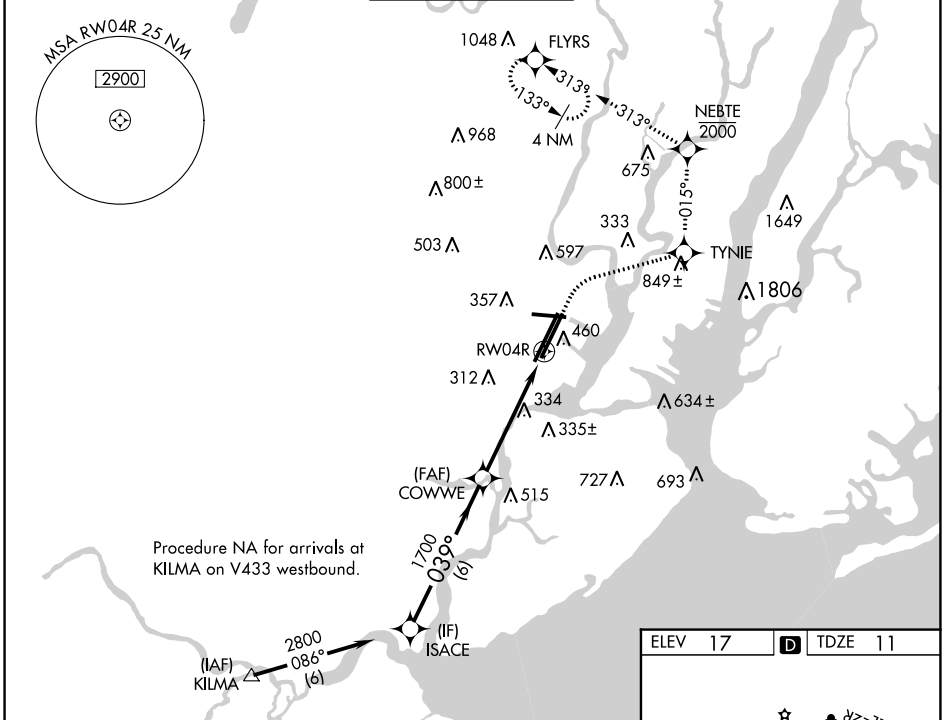 MSA RW04R 25 NM
2900
1048
FLYRS
313°
133°
4 NM
313°
NEBTE
2000
968
675
800±
015°
1649
333
503
597
TYNIE
849±
1806
357
460
RW04R
312
334
634±
335±
(FAF)
COWWE
727
693
515
1700
039°
(6)
Procedure NA for arrivals at
KILMA on V433 westbound.
(IF)
ISACE
2800
086°
(6)
(IAF)
KILMA
ELEV 17
D
TDZE 11